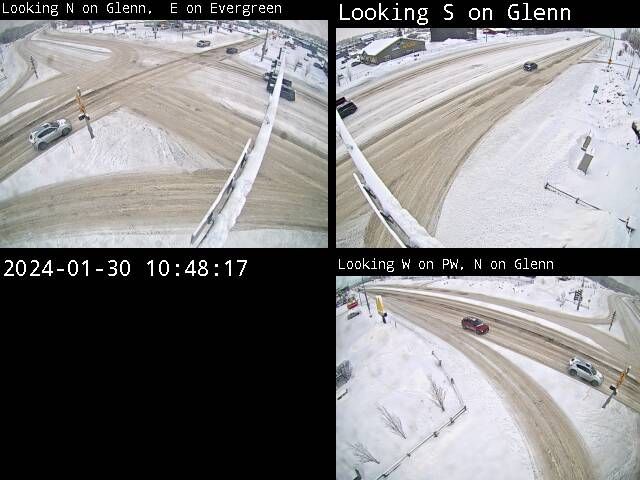 Looking N on Glenn,  E on Evergreen
Looking S on Glenn
2024-01-30 10:48:17
Looking W on PW, N on Glenn